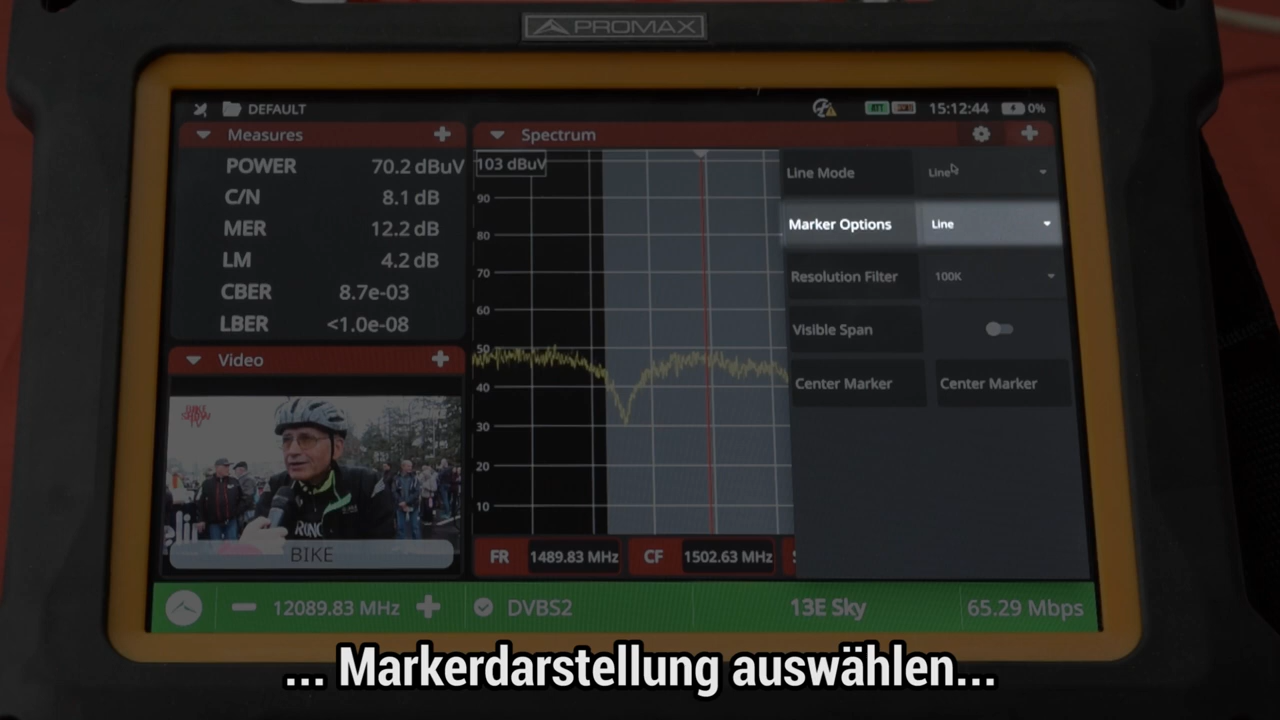 PROMAX
DEFAULT
15:12:44
0%
Measures
POWER 70.2 dBuV
C/N 8.1 dB
MER 12.2 dB
LM 4.2 dB
CBER 8.7e-03
LBER <1.0e-08
Video
BIKE
Spectrum
103 dBuV
90
80
70
60
50
40
30
20
10
Line Mode Line
Marker Options Line
Resolution Filter 100K
Visible Span
Center Marker Center Marker
FR 1489.83 MHz CF 1502.63 MHz
12089.83 MHz DVBS2 13E Sky 65.29 Mbps
... Markerdarstellung auswählen...